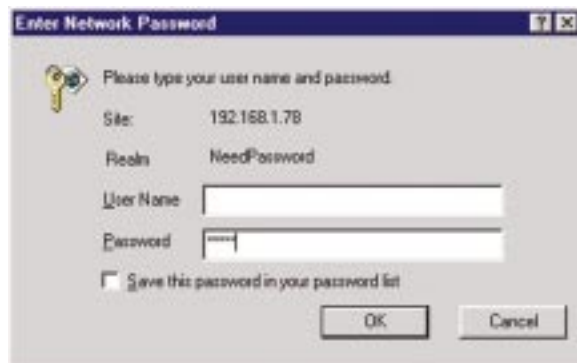 Enter Network Password
Please type your user name and password.
Site: 192.168.1.78
Realm NeedPassword
User Name
Password *****
Save this password in your password list
OK Cancel